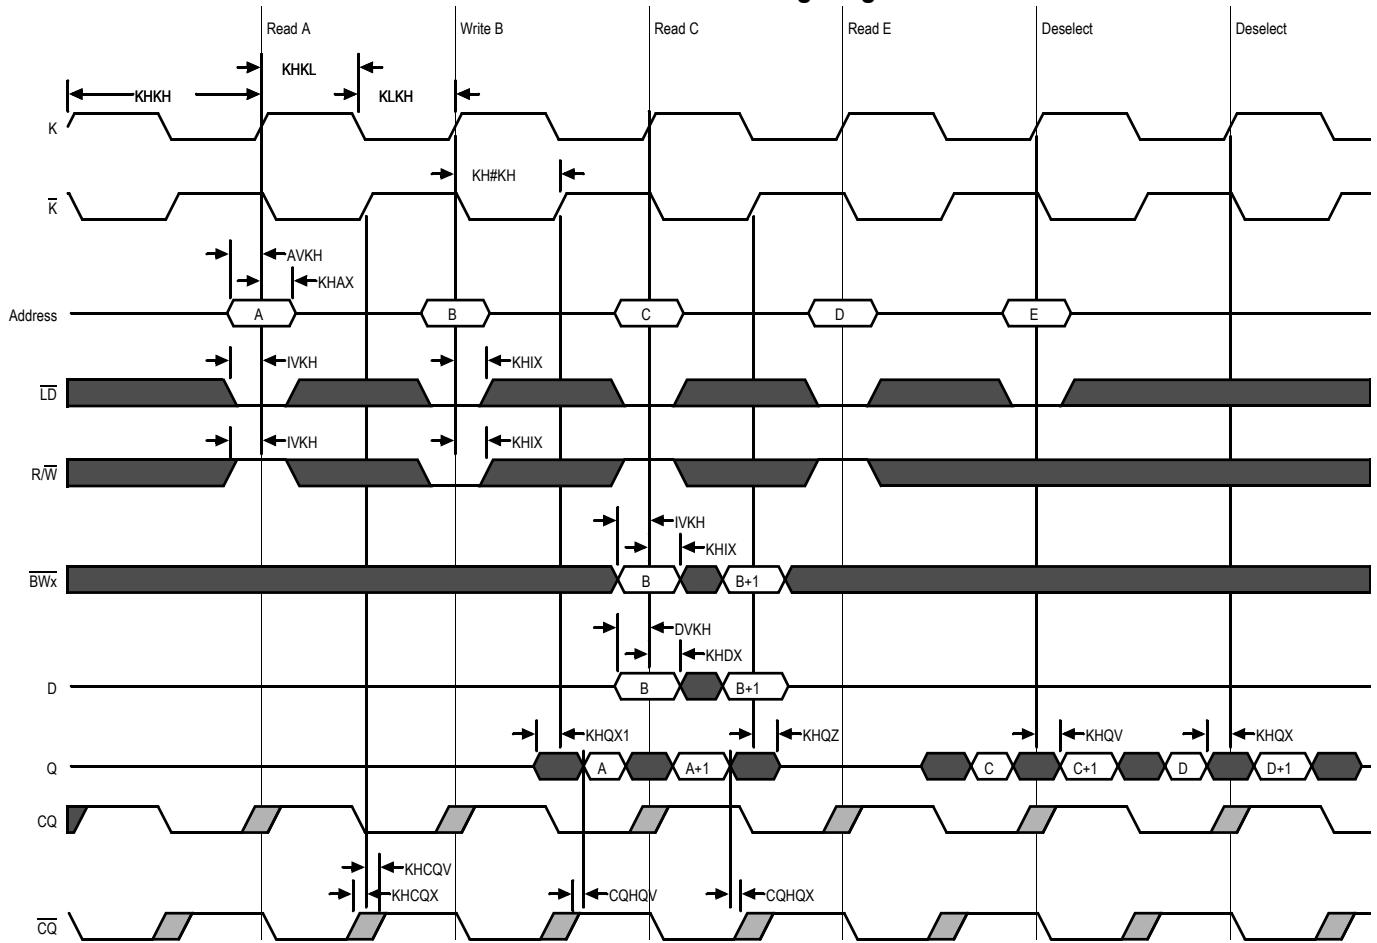 Read A Write B Read C Read E Deselect Deselect
KHKL
KHKH KLKH
K
KH#KH
K
AVKH
KHAX
Address A B C D E
IVKH KHIX
LD
IVKH KHIX
R/W
IVKH
KHIX
BWx B B+1
DVKH
KHDX
D B B+1
KHQX1 KHQZ KHQV KHQX
Q A A+1 C C+1 D D+1
CQ
KHCQV
KHCQX CQHQV CQHQX
CQ